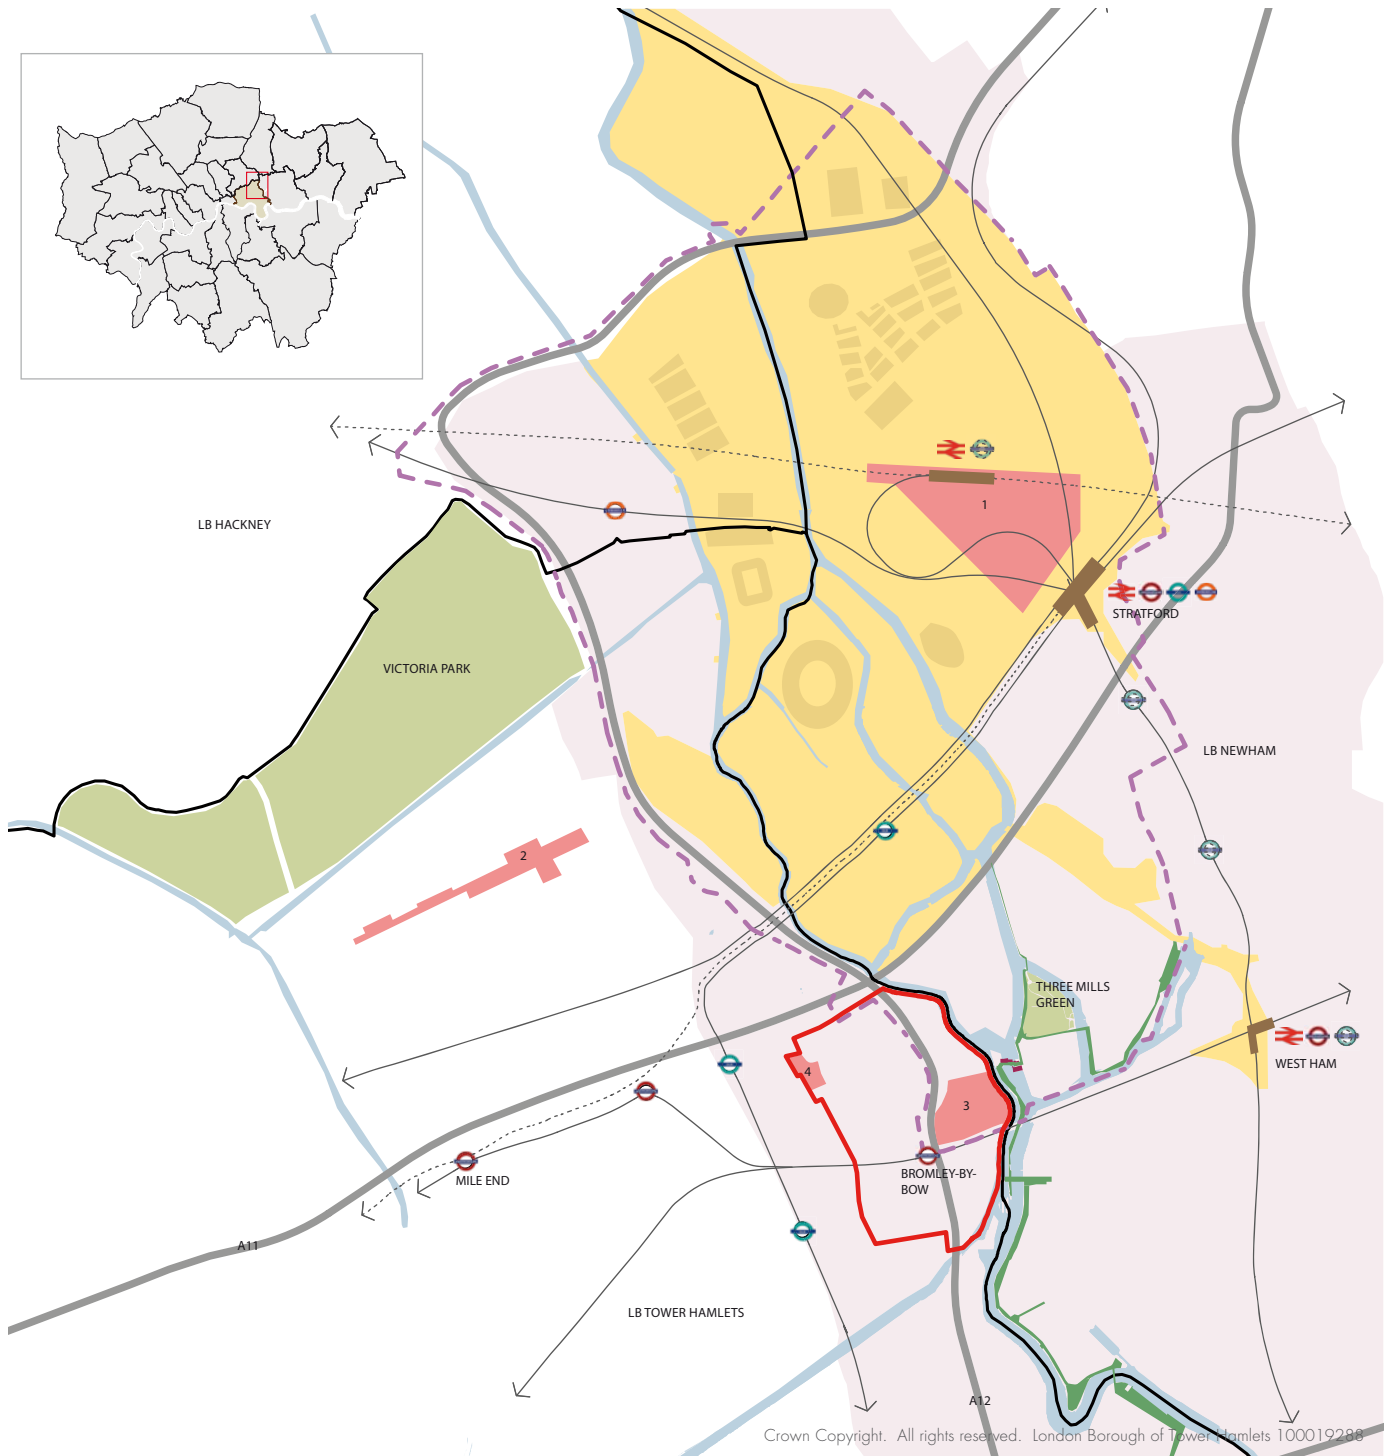 1
LB HACKNEY
STRATFORD
VICTORIA PARK
LB NEWHAM
2
THREE MILLS
GREEN
WEST HAM
4
3
BROMLEY-BY-
BOW
MILE END
A11
LB TOWER HAMLETS
A12
Crown Copyright. All rights reserved. London Borough of Tower Hamlets 100019288